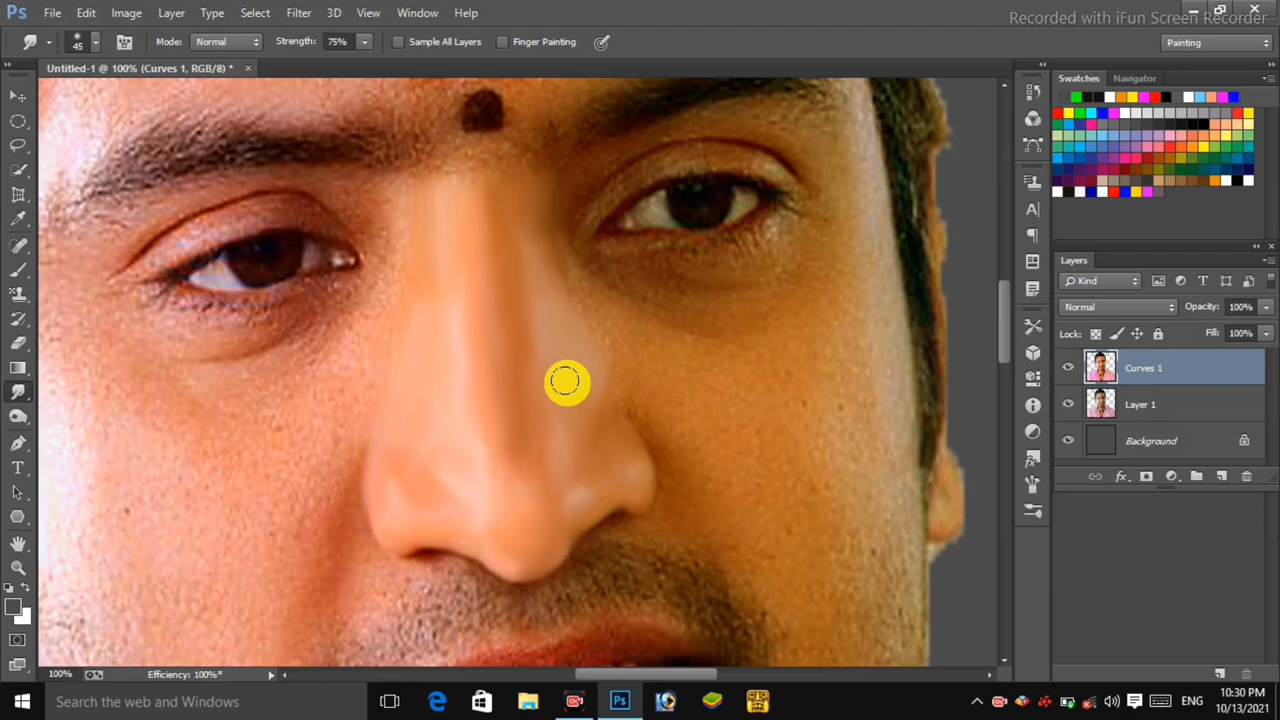 Ps File Edit Image Layer Type Select Filter 3D View Window Help
Recorded with iFun Screen Recorder
45 Mode: Normal Strength: 75% Sample All Layers Finger Painting Painting
Untitled-1 @ 100% (Curves 1, RGB/8) * ×
Swatches Navigator
Layers
Kind
Normal Opacity: 100%
Lock: Fill: 100%
Curves 1
Layer 1
Background
fx
100% Efficiency: 100%*
Search the web and Windows
Ps
ENG
10:30 PM
10/13/2021